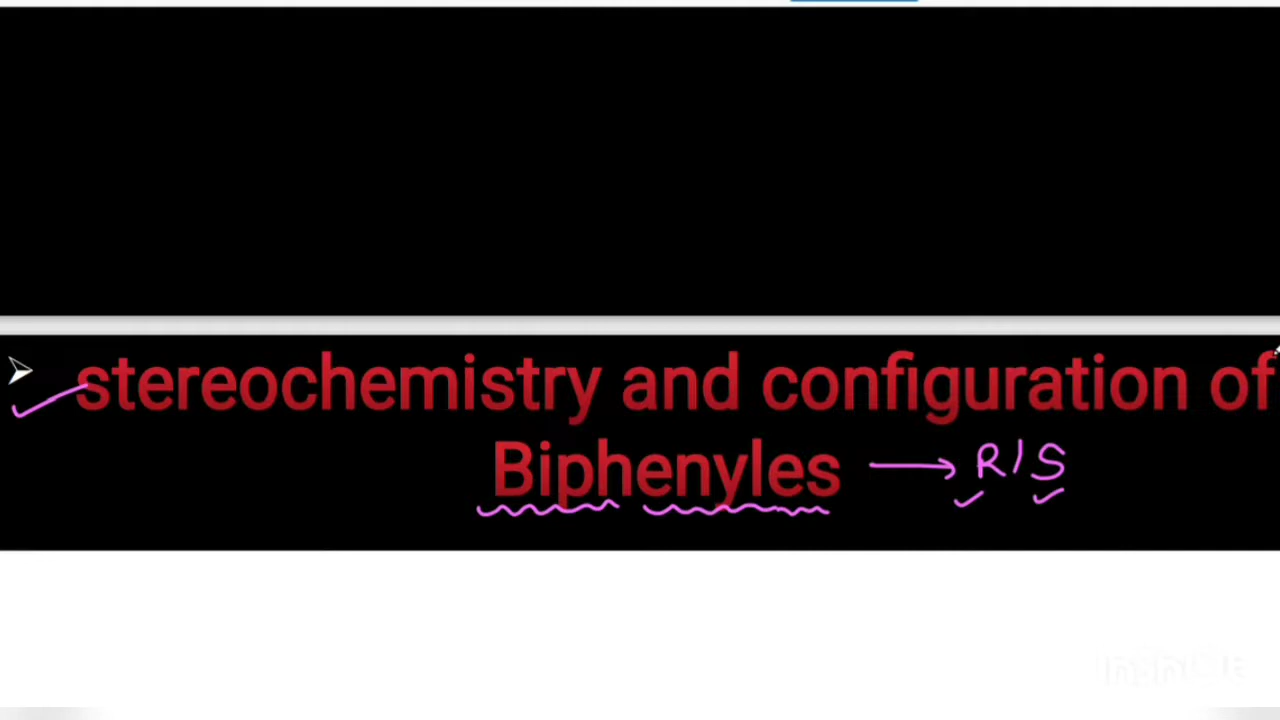 stereochemistry and configuration of
Biphenyles → R/S